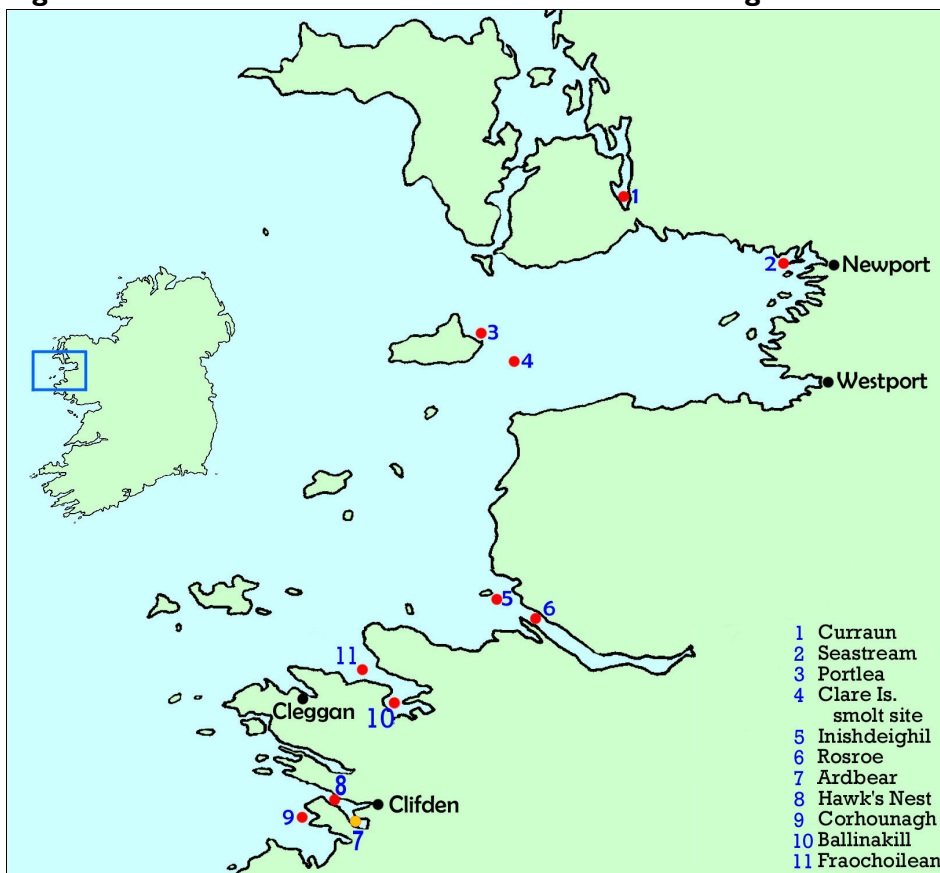 1
2
Newport
3
4
Westport
5
6
11
Cleggan
10
8
Clifden
9
7
1 Curraun
2 Seastream
3 Portlea
4 Clare Is.
smolt site
5 Inishdeighil
6 Rosroe
7 Ardbear
8 Hawk's Nest
9 Corhounagh
10 Ballinakill
11 Fraochoilean